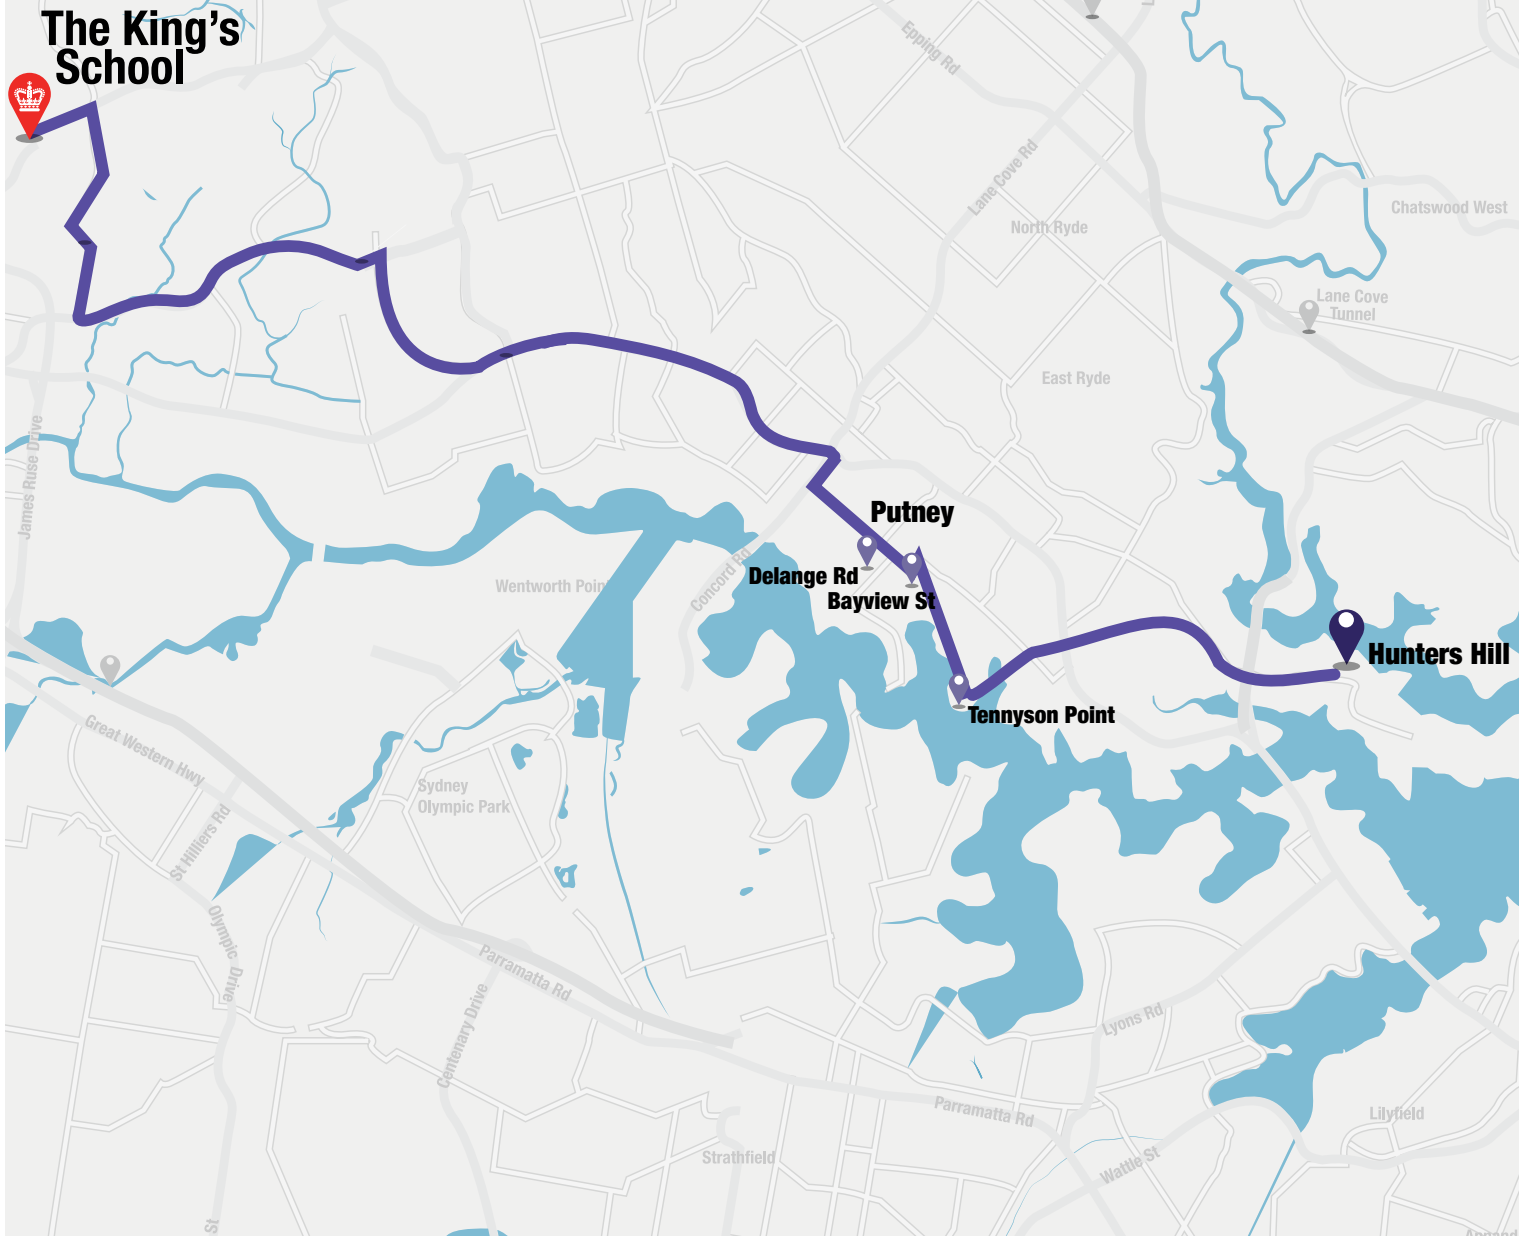 The King's
School
Epping Rd
Lane Cove Rd
North Ryde
Chatswood West
Lane Cove
Tunnel
East Ryde
James Ruse Drive
Putney
Delange Rd
Bayview St
Concord Rd
Hunters Hill
Tennyson Point
Great Western Hwy
Sydney
Olympic Park
St Hilliers Rd
Olympic Drive
Parramatta Rd
Centenary Drive
Lyons Rd
Parramatta Rd
Lilyfield
Strathfield
Wattle St
St